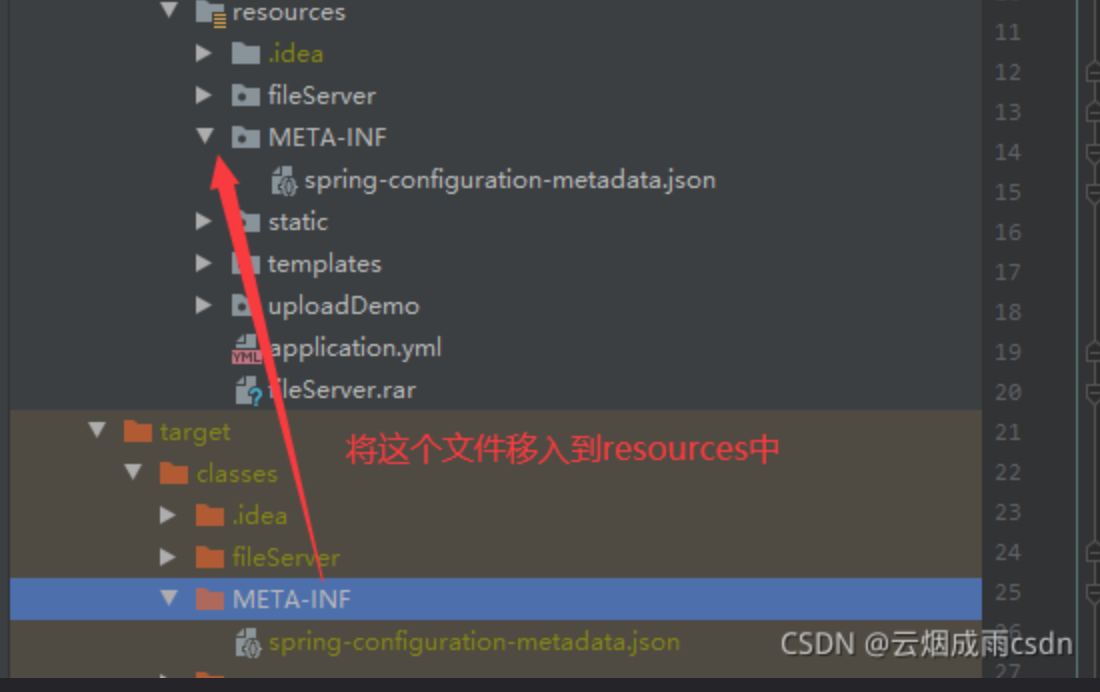 resources
11
.idea
12
fileServer
13
META-INF
14
spring-configuration-metadata.json
15
static
16
templates
17
uploadDemo
18
YML
application.yml
19
fileServer.rar
20
target
21
将这个文件移入到resources中
classes
22
.idea
23
fileServer
24
META-INF
25
spring-configuration-metadata.json
26
CSDN @云烟成雨csdn
27